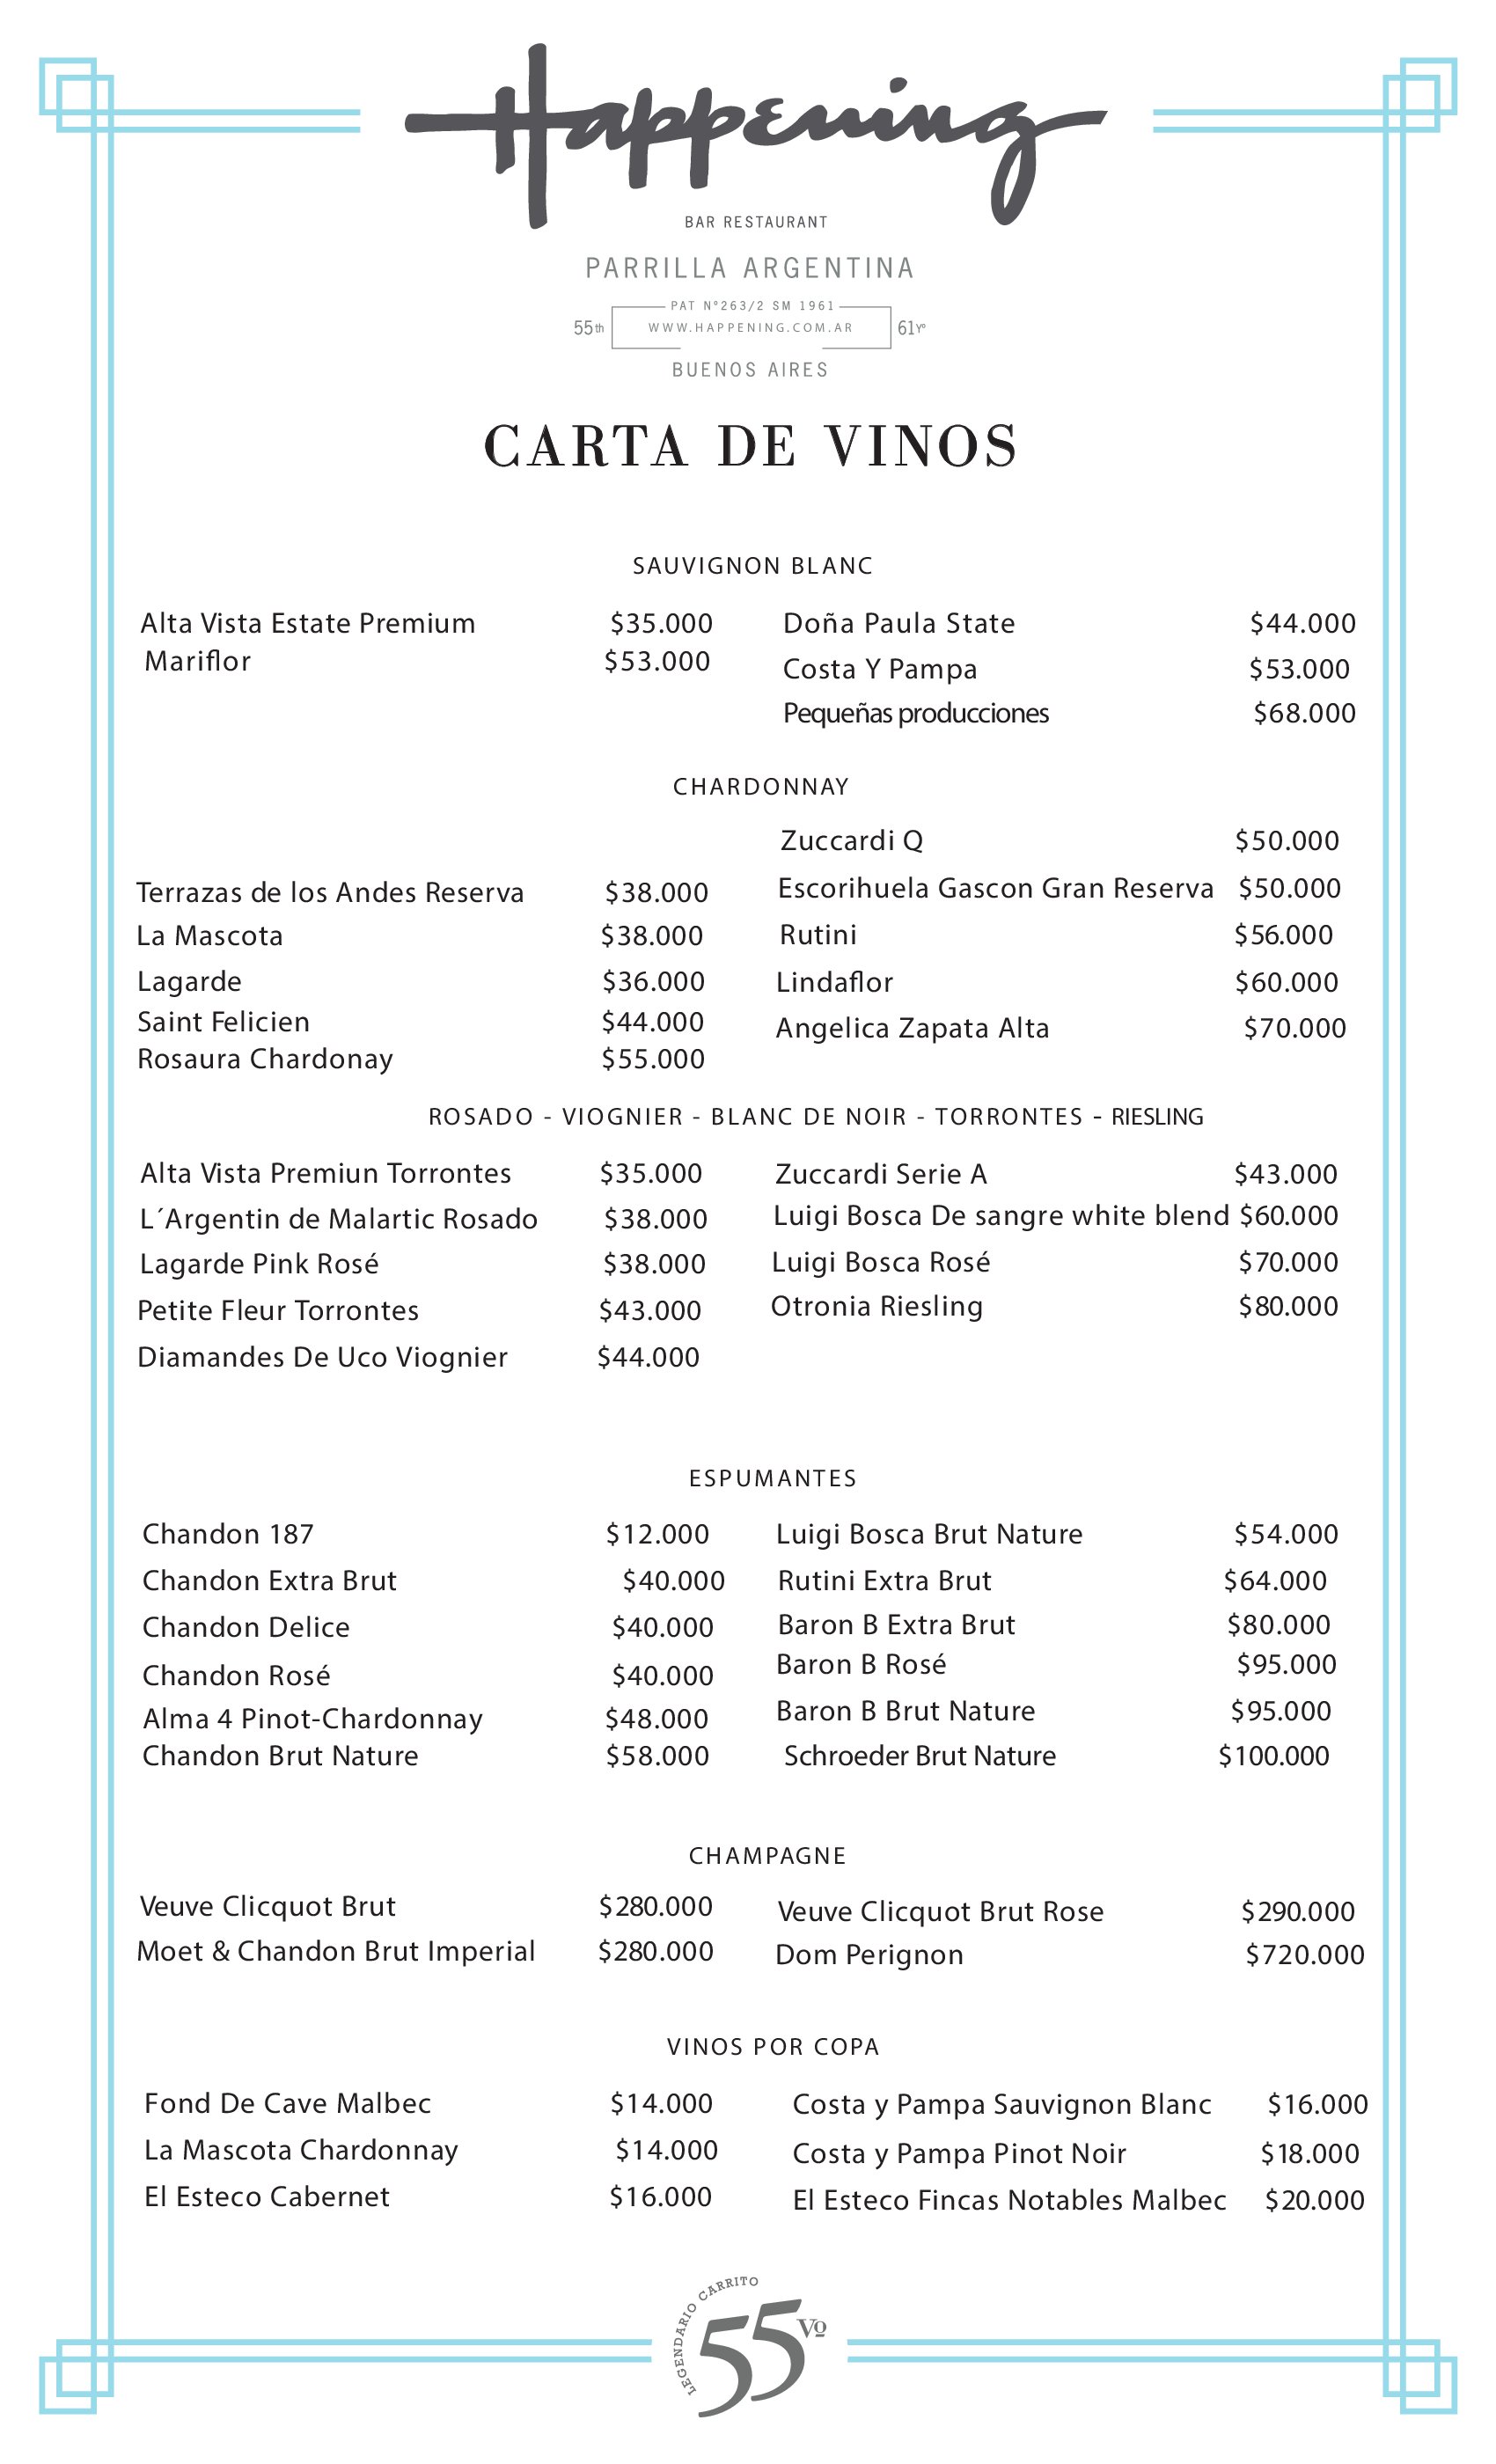 Happening
BAR RESTAURANT
PARRILLA ARGENTINA
PAT Nº263/2 SM 1961
55th WWW.HAPPENING.COM.AR 61Yº
BUENOS AIRES
CARTA DE VINOS
SAUVIGNON BLANC
Alta Vista Estate Premium $35.000
Mariflor $53.000
Doña Paula State $44.000
Costa Y Pampa $53.000
Pequeñas producciones $68.000
CHARDONNAY
Terrazas de los Andes Reserva $38.000
La Mascota $38.000
Lagarde $36.000
Saint Felicien $44.000
Rosaura Chardonay $55.000
Zuccardi Q $50.000
Escorihuela Gascon Gran Reserva $50.000
Rutini $56.000
Lindaflor $60.000
Angelica Zapata Alta $70.000
ROSADO - VIOGNIER - BLANC DE NOIR - TORRONTES - RIESLING
Alta Vista Premiun Torrontes $35.000
L´Argentin de Malartic Rosado $38.000
Lagarde Pink Rosé $38.000
Petite Fleur Torrontes $43.000
Diamandes De Uco Viognier $44.000
Zuccardi Serie A $43.000
Luigi Bosca De sangre white blend $60.000
Luigi Bosca Rosé $70.000
Otronia Riesling $80.000
ESPUMANTES
Chandon 187 $12.000
Chandon Extra Brut $40.000
Chandon Delice $40.000
Chandon Rosé $40.000
Alma 4 Pinot-Chardonnay $48.000
Chandon Brut Nature $58.000
Luigi Bosca Brut Nature $54.000
Rutini Extra Brut $64.000
Baron B Extra Brut $80.000
Baron B Rosé $95.000
Baron B Brut Nature $95.000
Schroeder Brut Nature $100.000
CHAMPAGNE
Veuve Clicquot Brut $280.000
Moet & Chandon Brut Imperial $280.000
Veuve Clicquot Brut Rose $290.000
Dom Perignon $720.000
VINOS POR COPA
Fond De Cave Malbec $14.000
La Mascota Chardonnay $14.000
El Esteco Cabernet $16.000
Costa y Pampa Sauvignon Blanc $16.000
Costa y Pampa Pinot Noir $18.000
El Esteco Fincas Notables Malbec $20.000
LEGENDARIO CARRITO
55 Vº